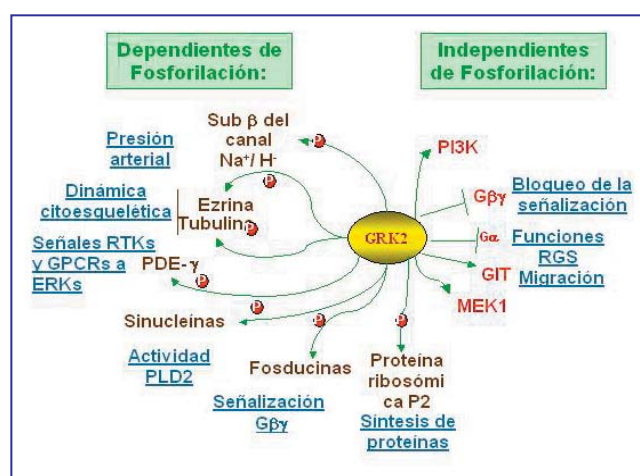 Dependientes de
Fosforilación:
Independientes
de Fosforilación:
Sub β del
canal
Na⁺/ H⁻
P
P
Presión
arterial
Dinámica
citoesquelética
Ezrina
Tubulina
P
Señales RTKs
y GPCRs a
ERKs
PDE-γ
P
Sinucleínas
P
Actividad
PLD2
Fosducinas
P
Señalización
Gβγ
Proteína
ribosómi
ca P2
P
Síntesis de
proteínas
GRK2
PI3K
Gβγ
Bloqueo de la
señalización
Gα
Funciones
RGS
GIT
Migración
MEK1